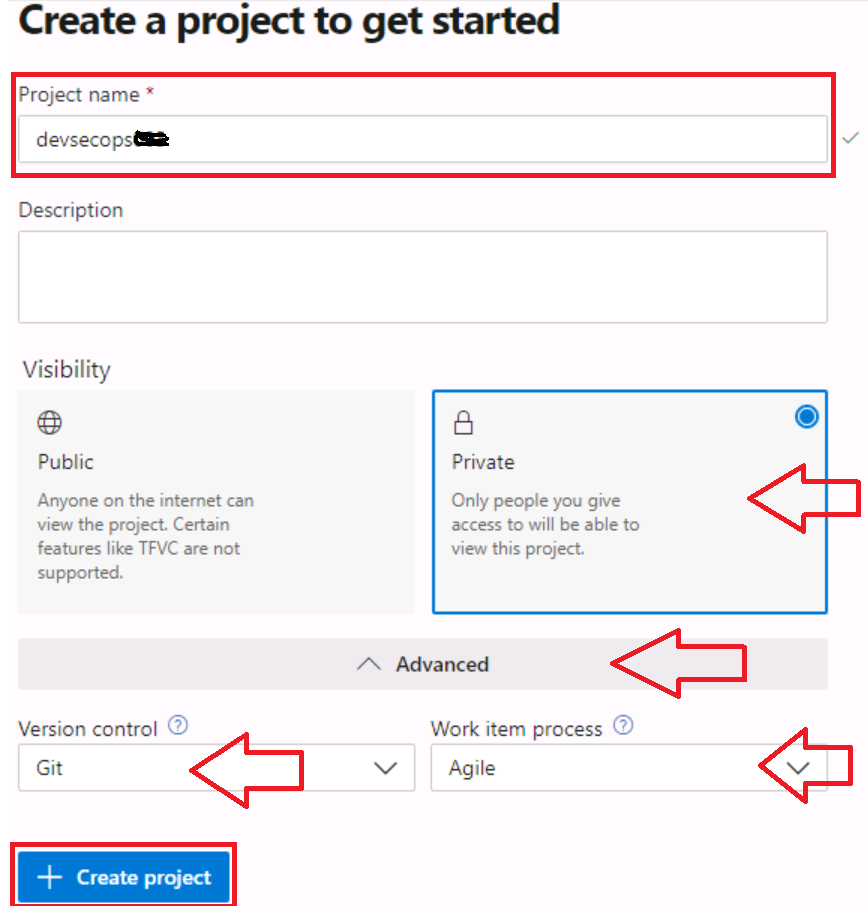 Create a project to get started
Project name *
devsecops
Description
Visibility
Public
Anyone on the internet can
view the project. Certain
features like TFVC are not
supported.
Private
Only people you give
access to will be able to
view this project.
Advanced
Version control ?
Git
Work item process ?
Agile
+ Create project